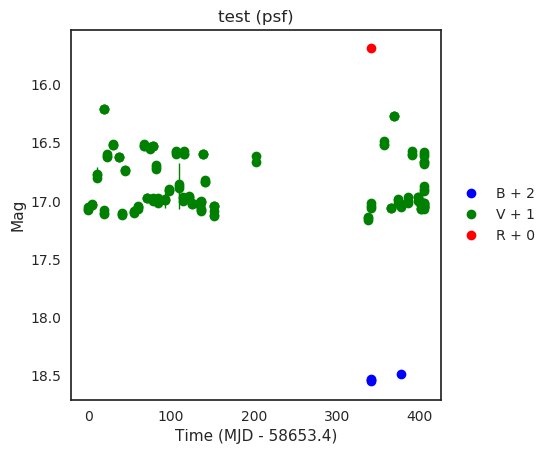 test (psf)
16.0
16.5
17.0
17.5
18.0
18.5
Mag
0 100 200 300 400
Time (MJD - 58653.4)
B + 2
V + 1
R + 0